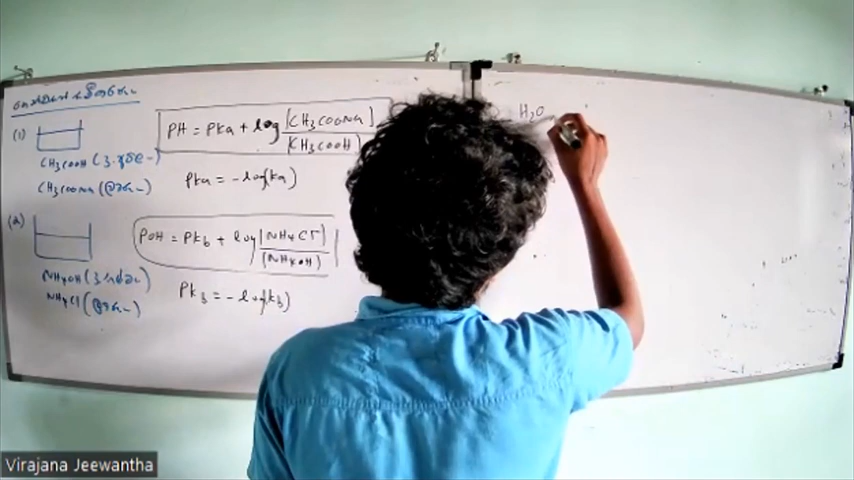 (1)
PH = PKa + log [CH3COONa] / [CH3COOH]
CH3COOH
CH3COONa
PKa = -log(Ka)
(2)
POH = PKb + log [NH4Cl] / [NH4OH]
NH4OH
NH4Cl
PKb = -log(Kb)
H2O
Virajana Jeewantha